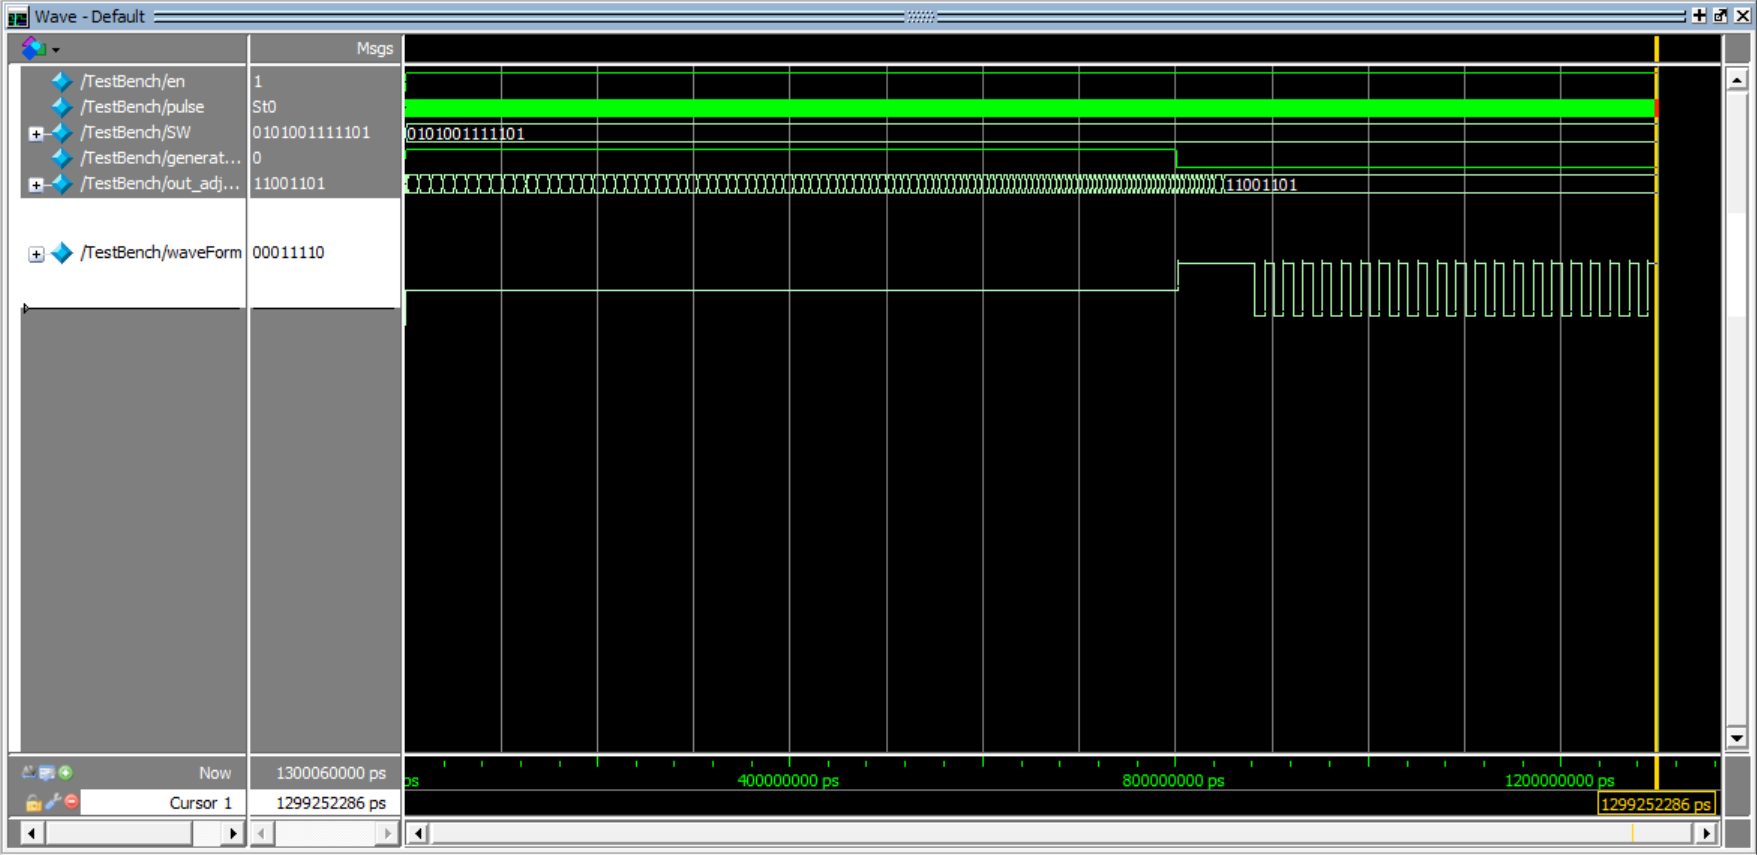 Wave - Default
Msgs
/TestBench/en 1
/TestBench/pulse St0
/TestBench/SW 0101001111101 0101001111101
/TestBench/generat... 0
/TestBench/out_adj... 11001101 11001101
/TestBench/waveForm 00011110
Now 1300060000 ps ps 400000000 ps 800000000 ps 1200000000 ps
Cursor 1 1299252286 ps 1299252286 ps